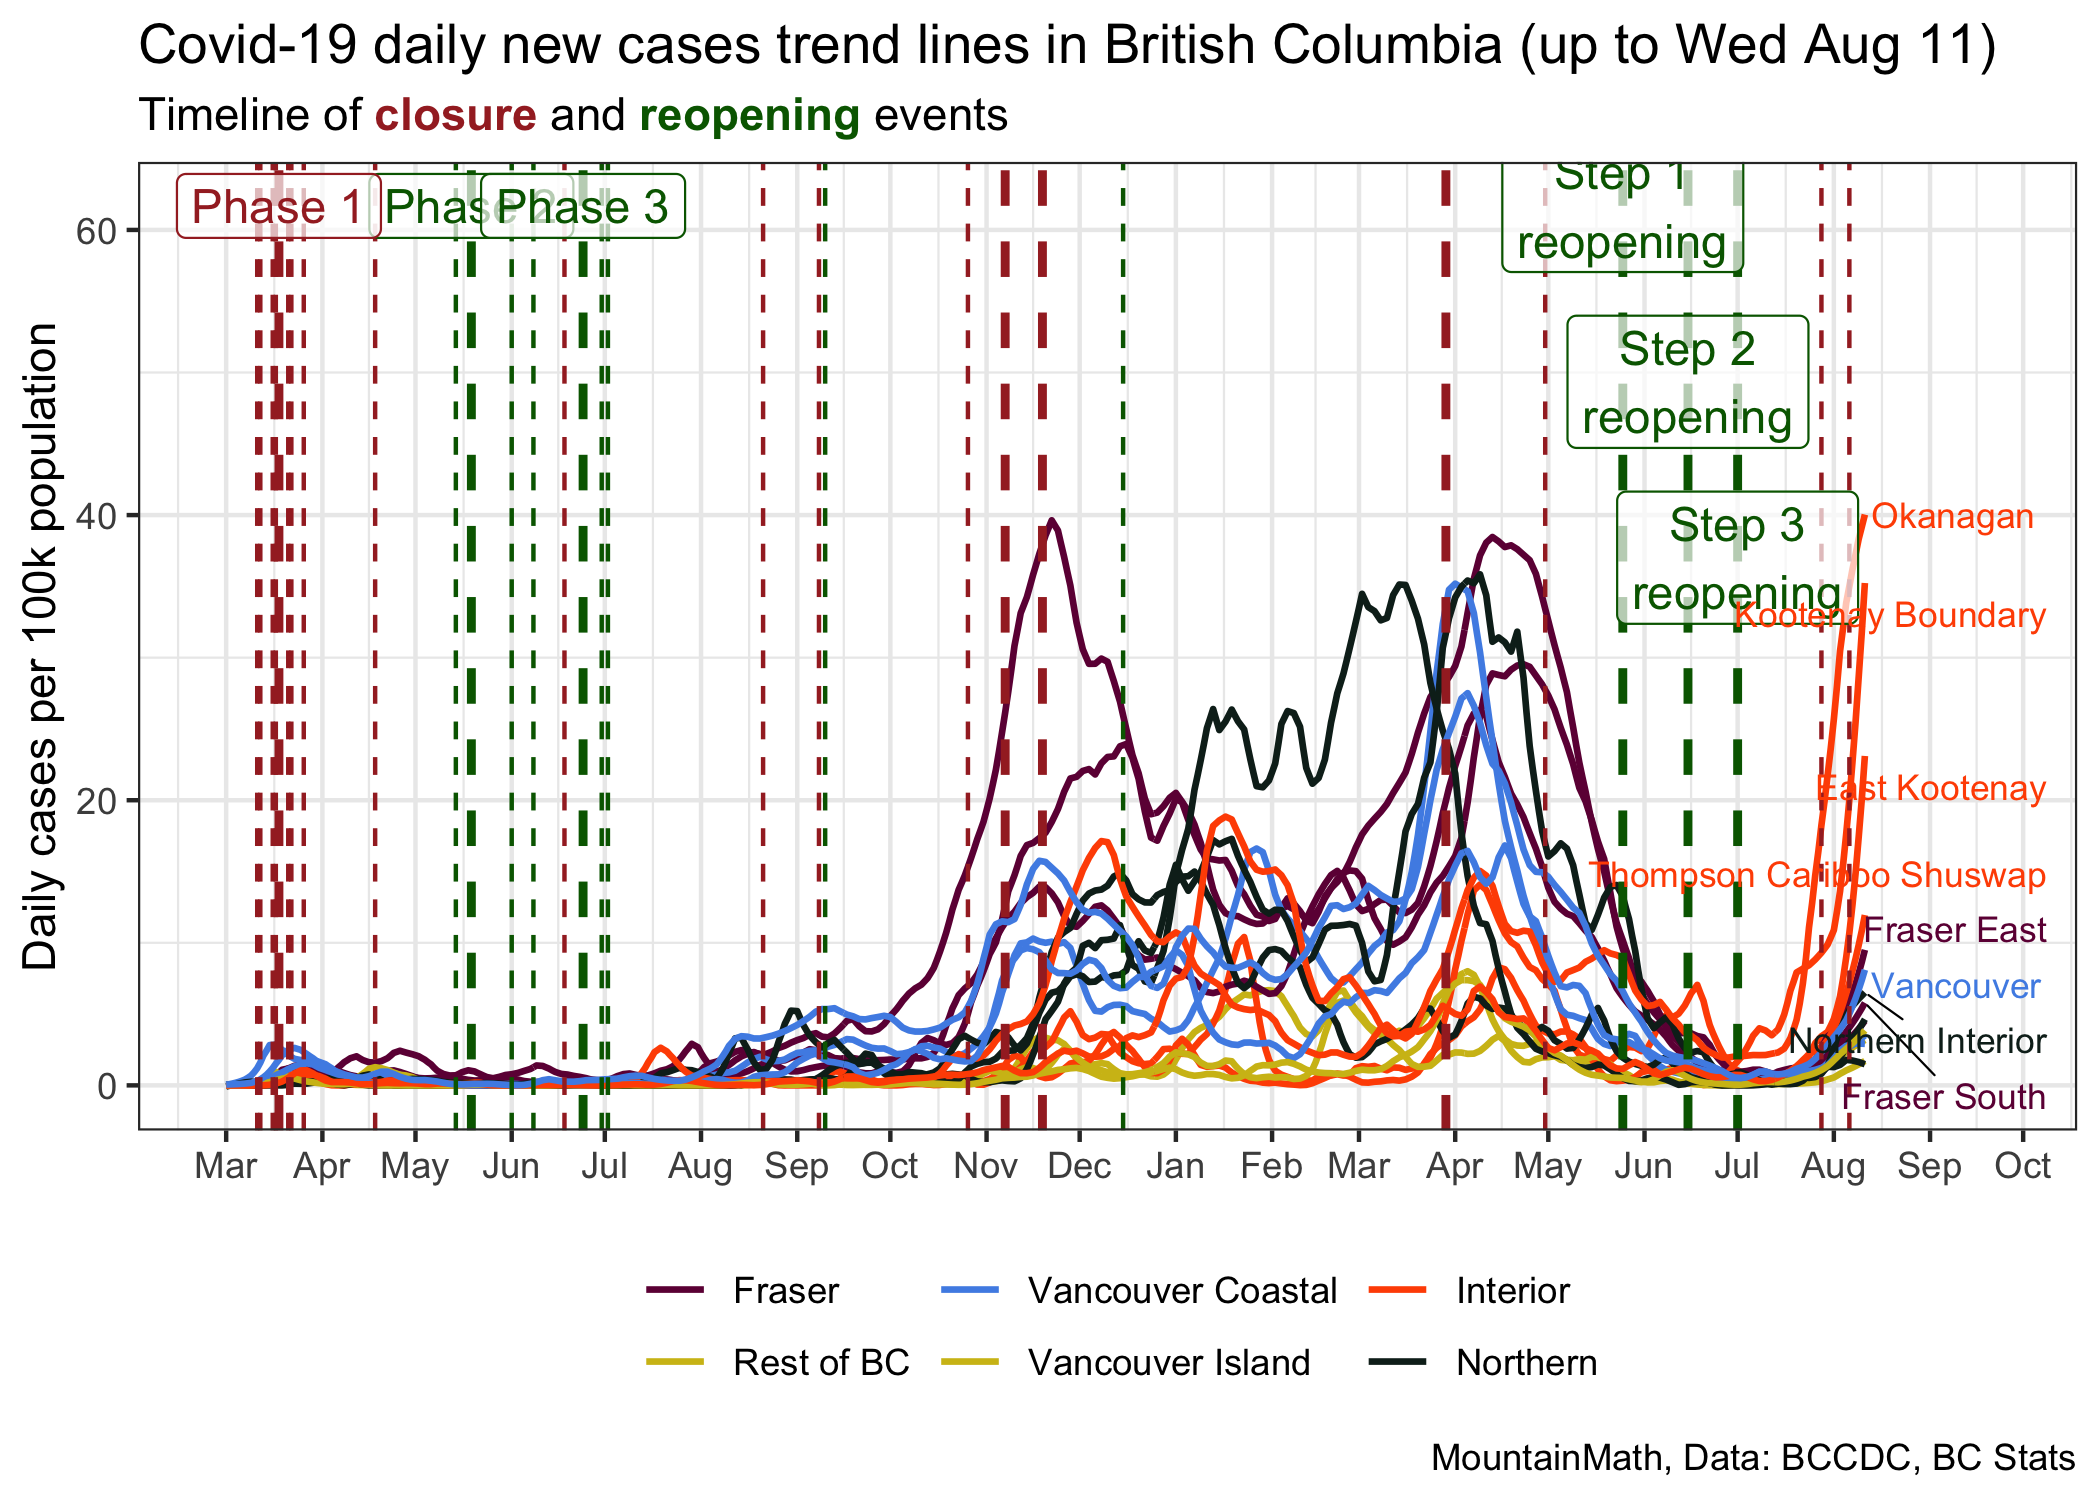 Covid-19 daily new cases trend lines in British Columbia (up to Wed Aug 11)
Timeline of closure and reopening events
Daily cases per 100k population
60
40
20
0
Phase 1
Phase 2
Phase 3
Step 1
reopening
Step 2
reopening
Step 3
reopening
Okanagan
Kootenay Boundary
East Kootenay
Thompson Cariboo Shuswap
Fraser East
Vancouver
Northern Interior
Fraser South
Mar Apr May Jun Jul Aug Sep Oct Nov Dec Jan Feb Mar Apr May Jun Jul Aug Sep Oct
Fraser Vancouver Coastal Interior
Rest of BC Vancouver Island Northern
MountainMath, Data: BCCDC, BC Stats